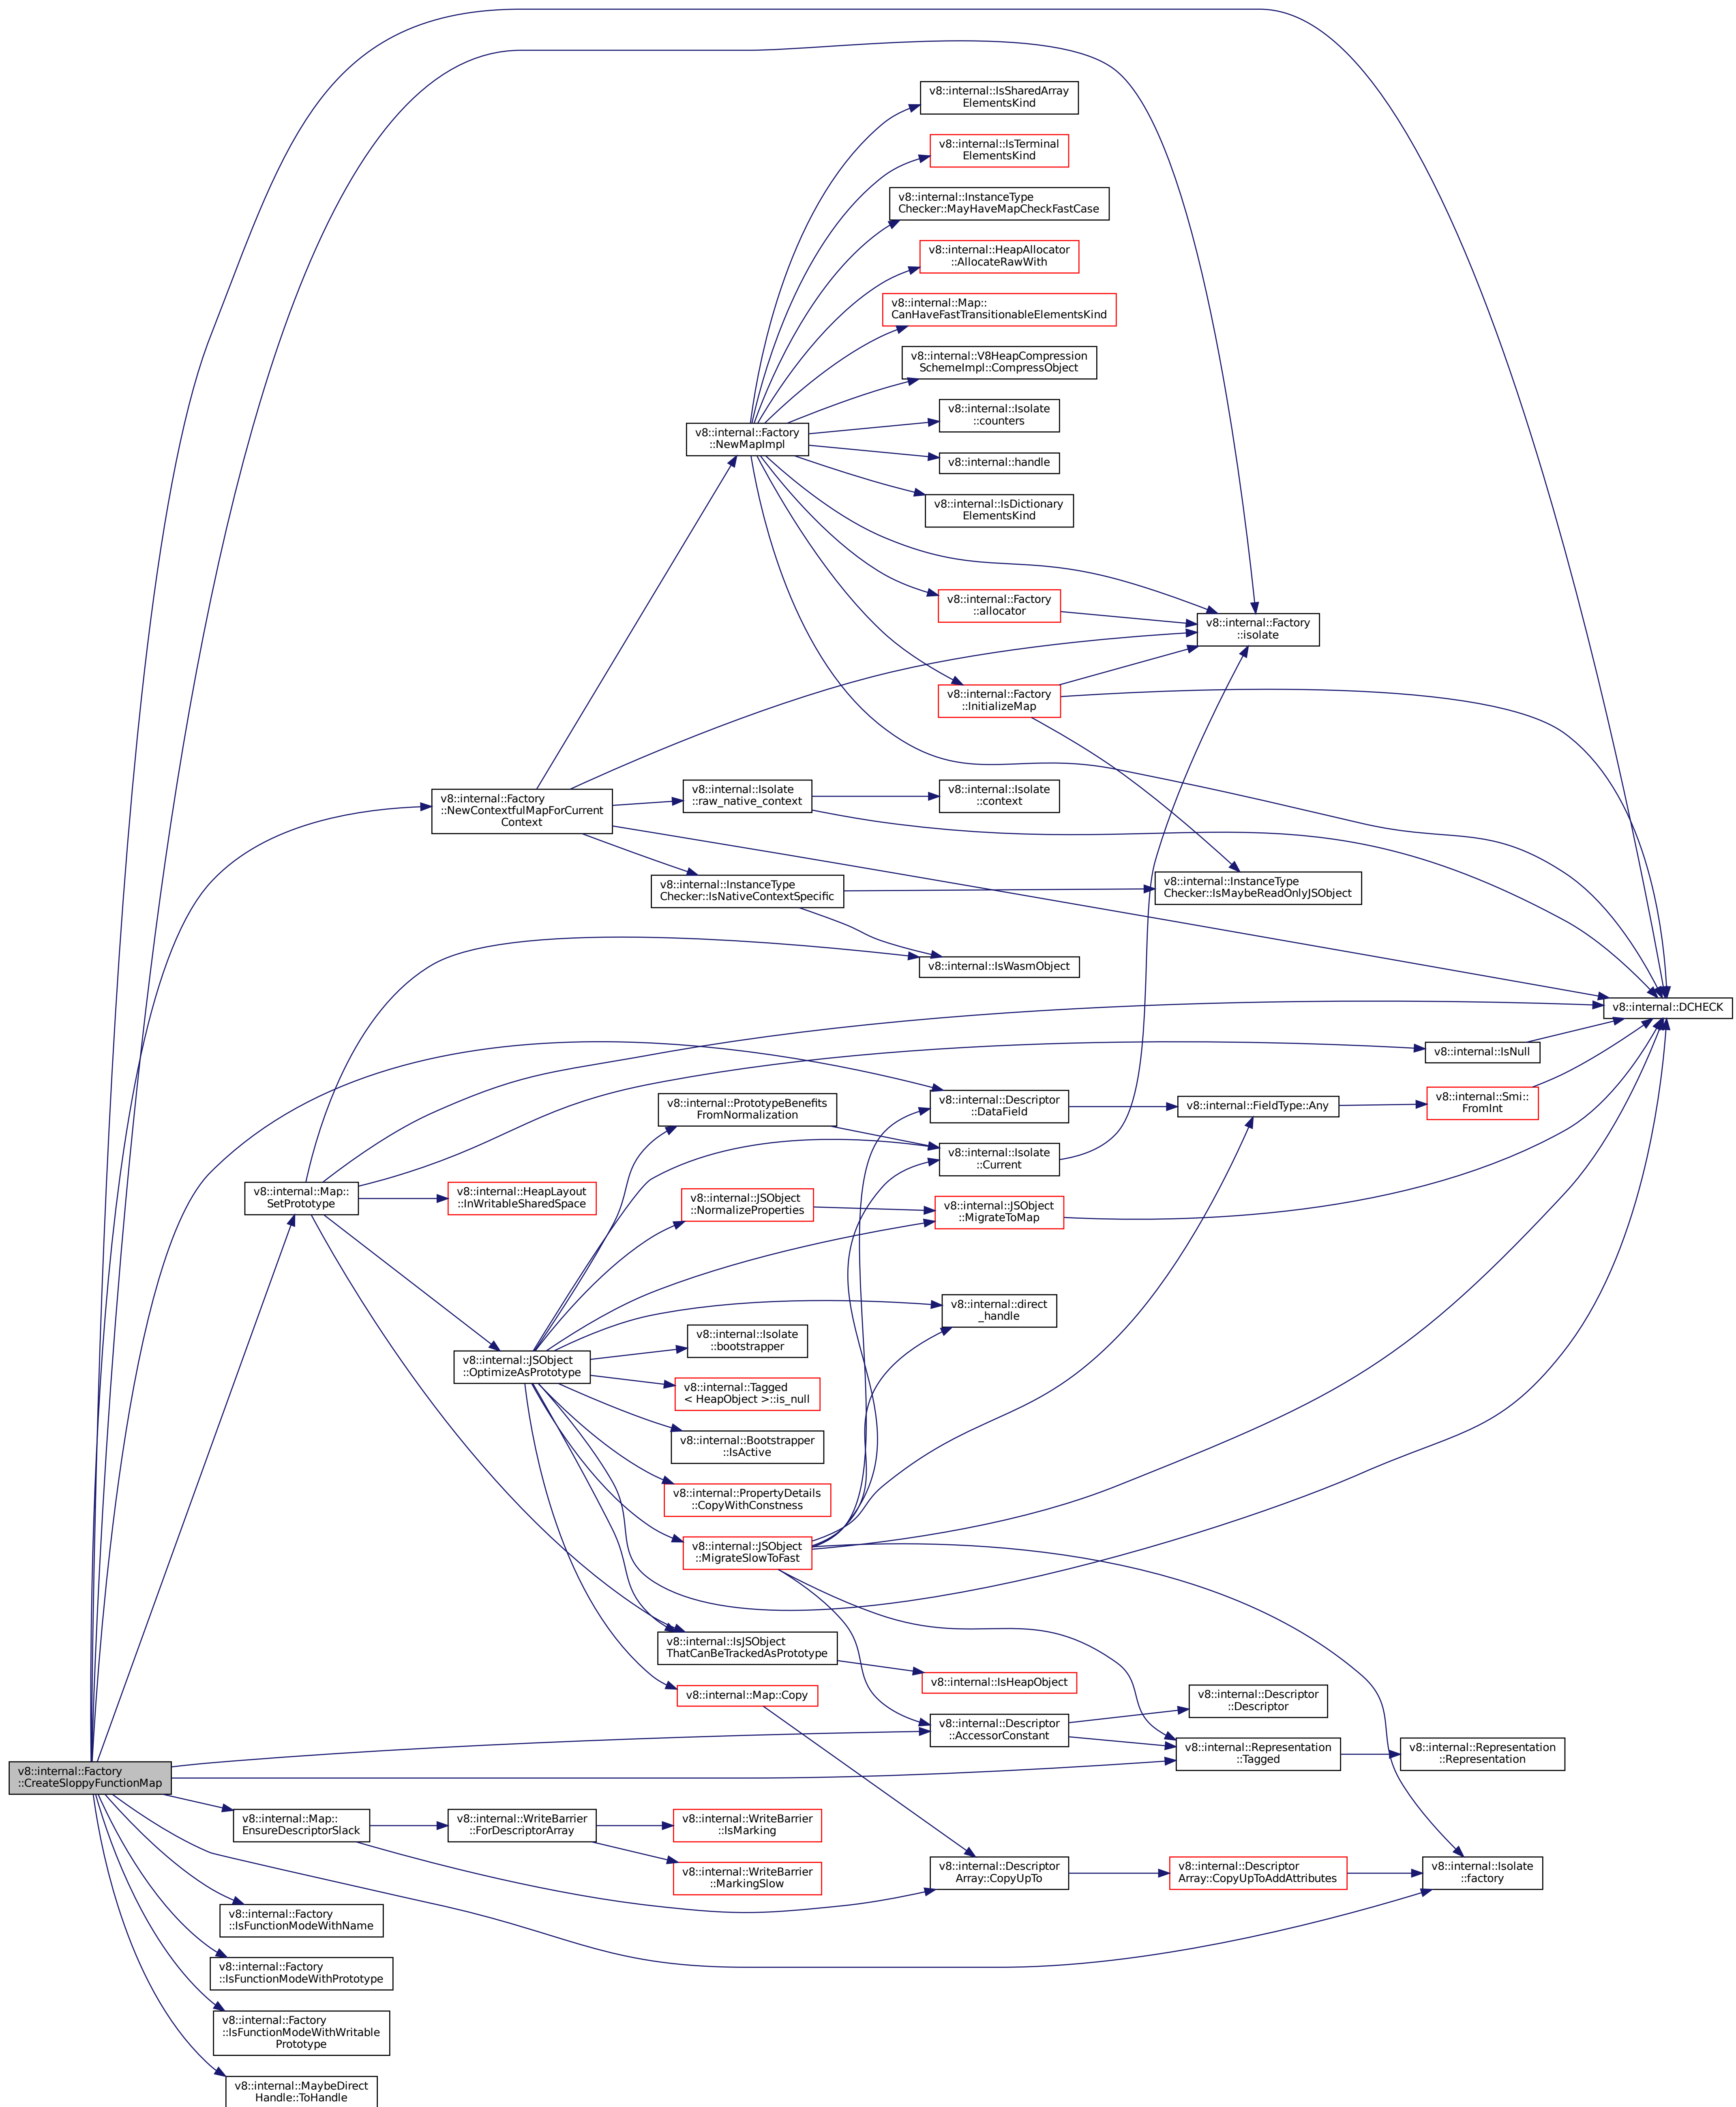 v8::internal::IsSharedArray
ElementsKind
v8::internal::IsTerminal
ElementsKind
v8::internal::InstanceType
Checker::MayHaveMapCheckFastCase
v8::internal::HeapAllocator
::AllocateRawWith
v8::internal::Map::
CanHaveFastTransitionableElementsKind
v8::internal::V8HeapCompression
SchemeImpl::CompressObject
v8::internal::Isolate
::counters
v8::internal::Factory
::NewMapImpl
v8::internal::handle
v8::internal::IsDictionary
ElementsKind
v8::internal::Factory
::allocator
v8::internal::Factory
::isolate
v8::internal::Factory
::InitializeMap
v8::internal::Factory
::NewContextfulMapForCurrent
Context
v8::internal::Isolate
::raw_native_context
v8::internal::Isolate
::context
v8::internal::InstanceType
Checker::IsNativeContextSpecific
v8::internal::InstanceType
Checker::IsMaybeReadOnlyJSObject
v8::internal::IsWasmObject
v8::internal::DCHECK
v8::internal::IsNull
v8::internal::PrototypeBenefits
FromNormalization
v8::internal::Descriptor
::DataField
v8::internal::FieldType::Any
v8::internal::Smi::
FromInt
v8::internal::Isolate
::Current
v8::internal::Map::
SetPrototype
v8::internal::HeapLayout
::InWritableSharedSpace
v8::internal::JSObject
::NormalizeProperties
v8::internal::JSObject
::MigrateToMap
v8::internal::direct
_handle
v8::internal::Isolate
::bootstrapper
v8::internal::JSObject
::OptimizeAsPrototype
v8::internal::Tagged
< HeapObject >::is_null
v8::internal::Bootstrapper
::IsActive
v8::internal::PropertyDetails
::CopyWithConstness
v8::internal::JSObject
::MigrateSlowToFast
v8::internal::IsJSObject
ThatCanBeTrackedAsPrototype
v8::internal::IsHeapObject
v8::internal::Map::Copy
v8::internal::Descriptor
::Descriptor
v8::internal::Descriptor
::AccessorConstant
v8::internal::Representation
::Tagged
v8::internal::Representation
::Representation
v8::internal::Factory
::CreateSloppyFunctionMap
v8::internal::Map::
EnsureDescriptorSlack
v8::internal::WriteBarrier
::ForDescriptorArray
v8::internal::WriteBarrier
::IsMarking
v8::internal::WriteBarrier
::MarkingSlow
v8::internal::Descriptor
Array::CopyUpTo
v8::internal::Descriptor
Array::CopyUpToAddAttributes
v8::internal::Isolate
::factory
v8::internal::Factory
::IsFunctionModeWithName
v8::internal::Factory
::IsFunctionModeWithPrototype
v8::internal::Factory
::IsFunctionModeWithWritable
Prototype
v8::internal::MaybeDirect
Handle::ToHandle